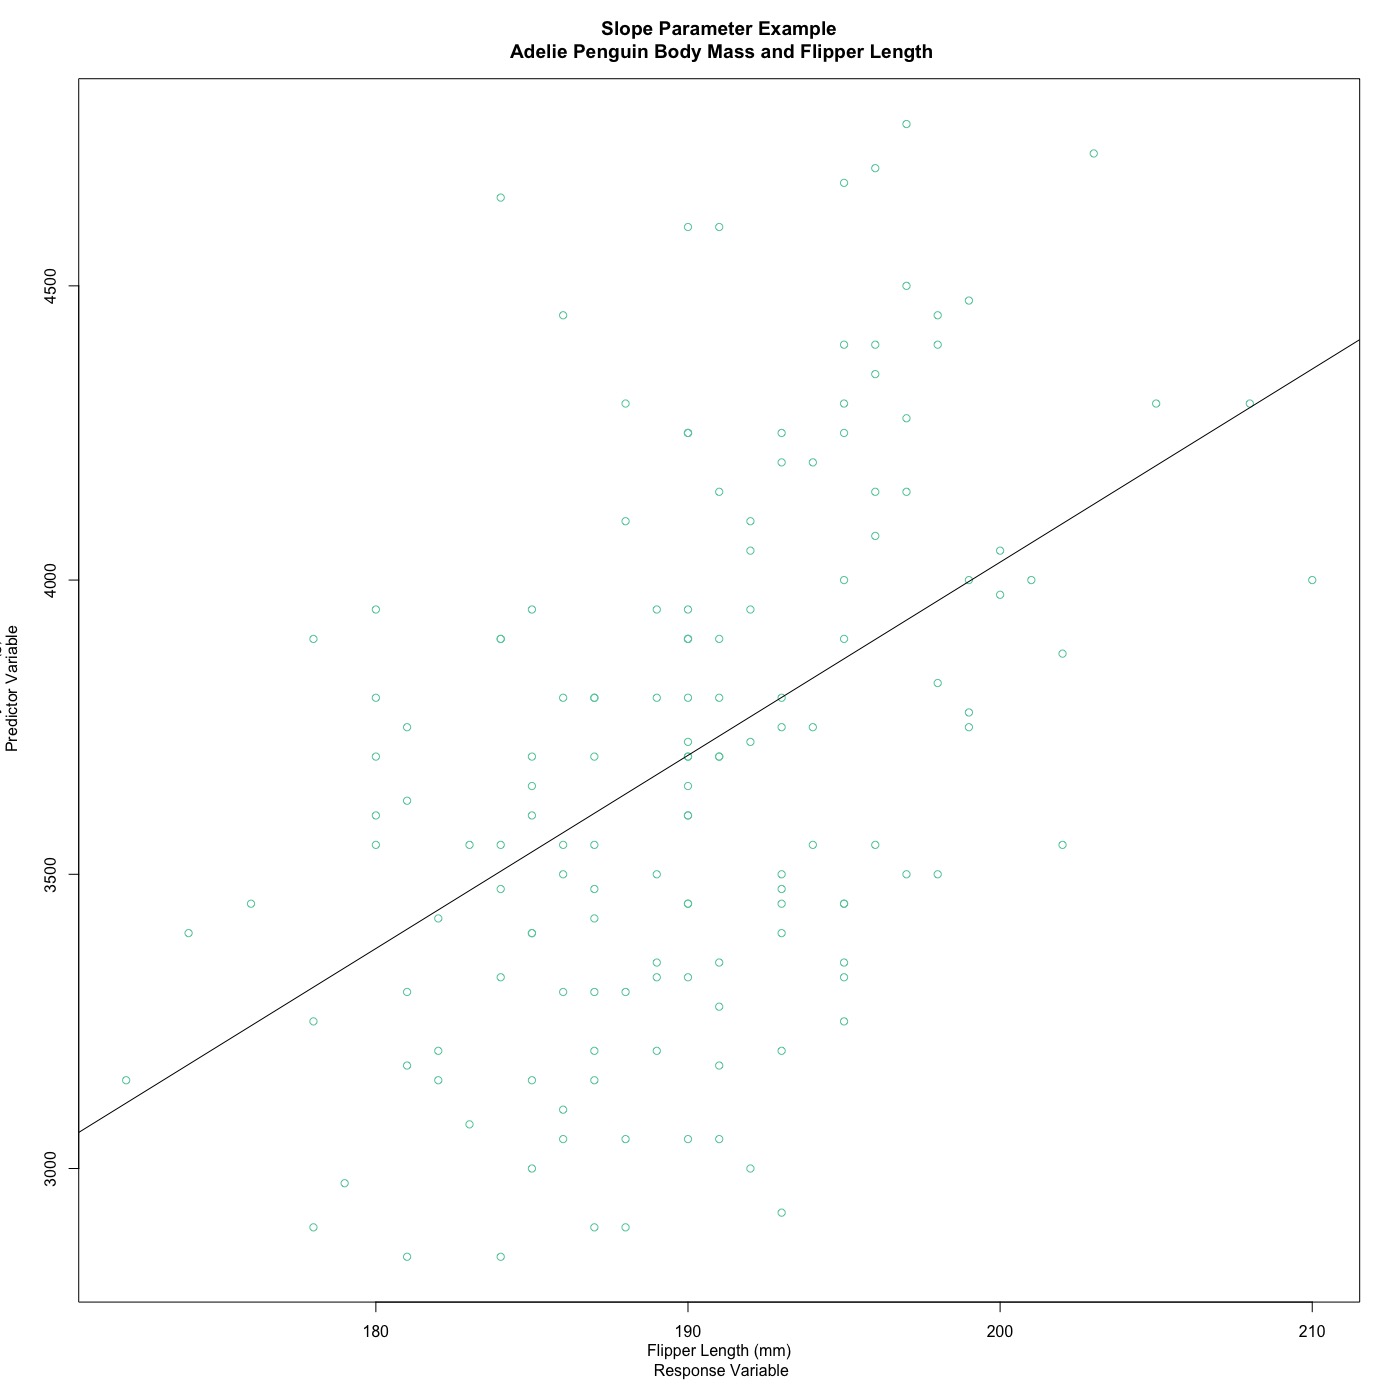 Slope Parameter Example
Adelie Penguin Body Mass and Flipper Length
4500
4000
3500
3000
Predictor Variable
180 190 200 210
Flipper Length (mm)
Response Variable